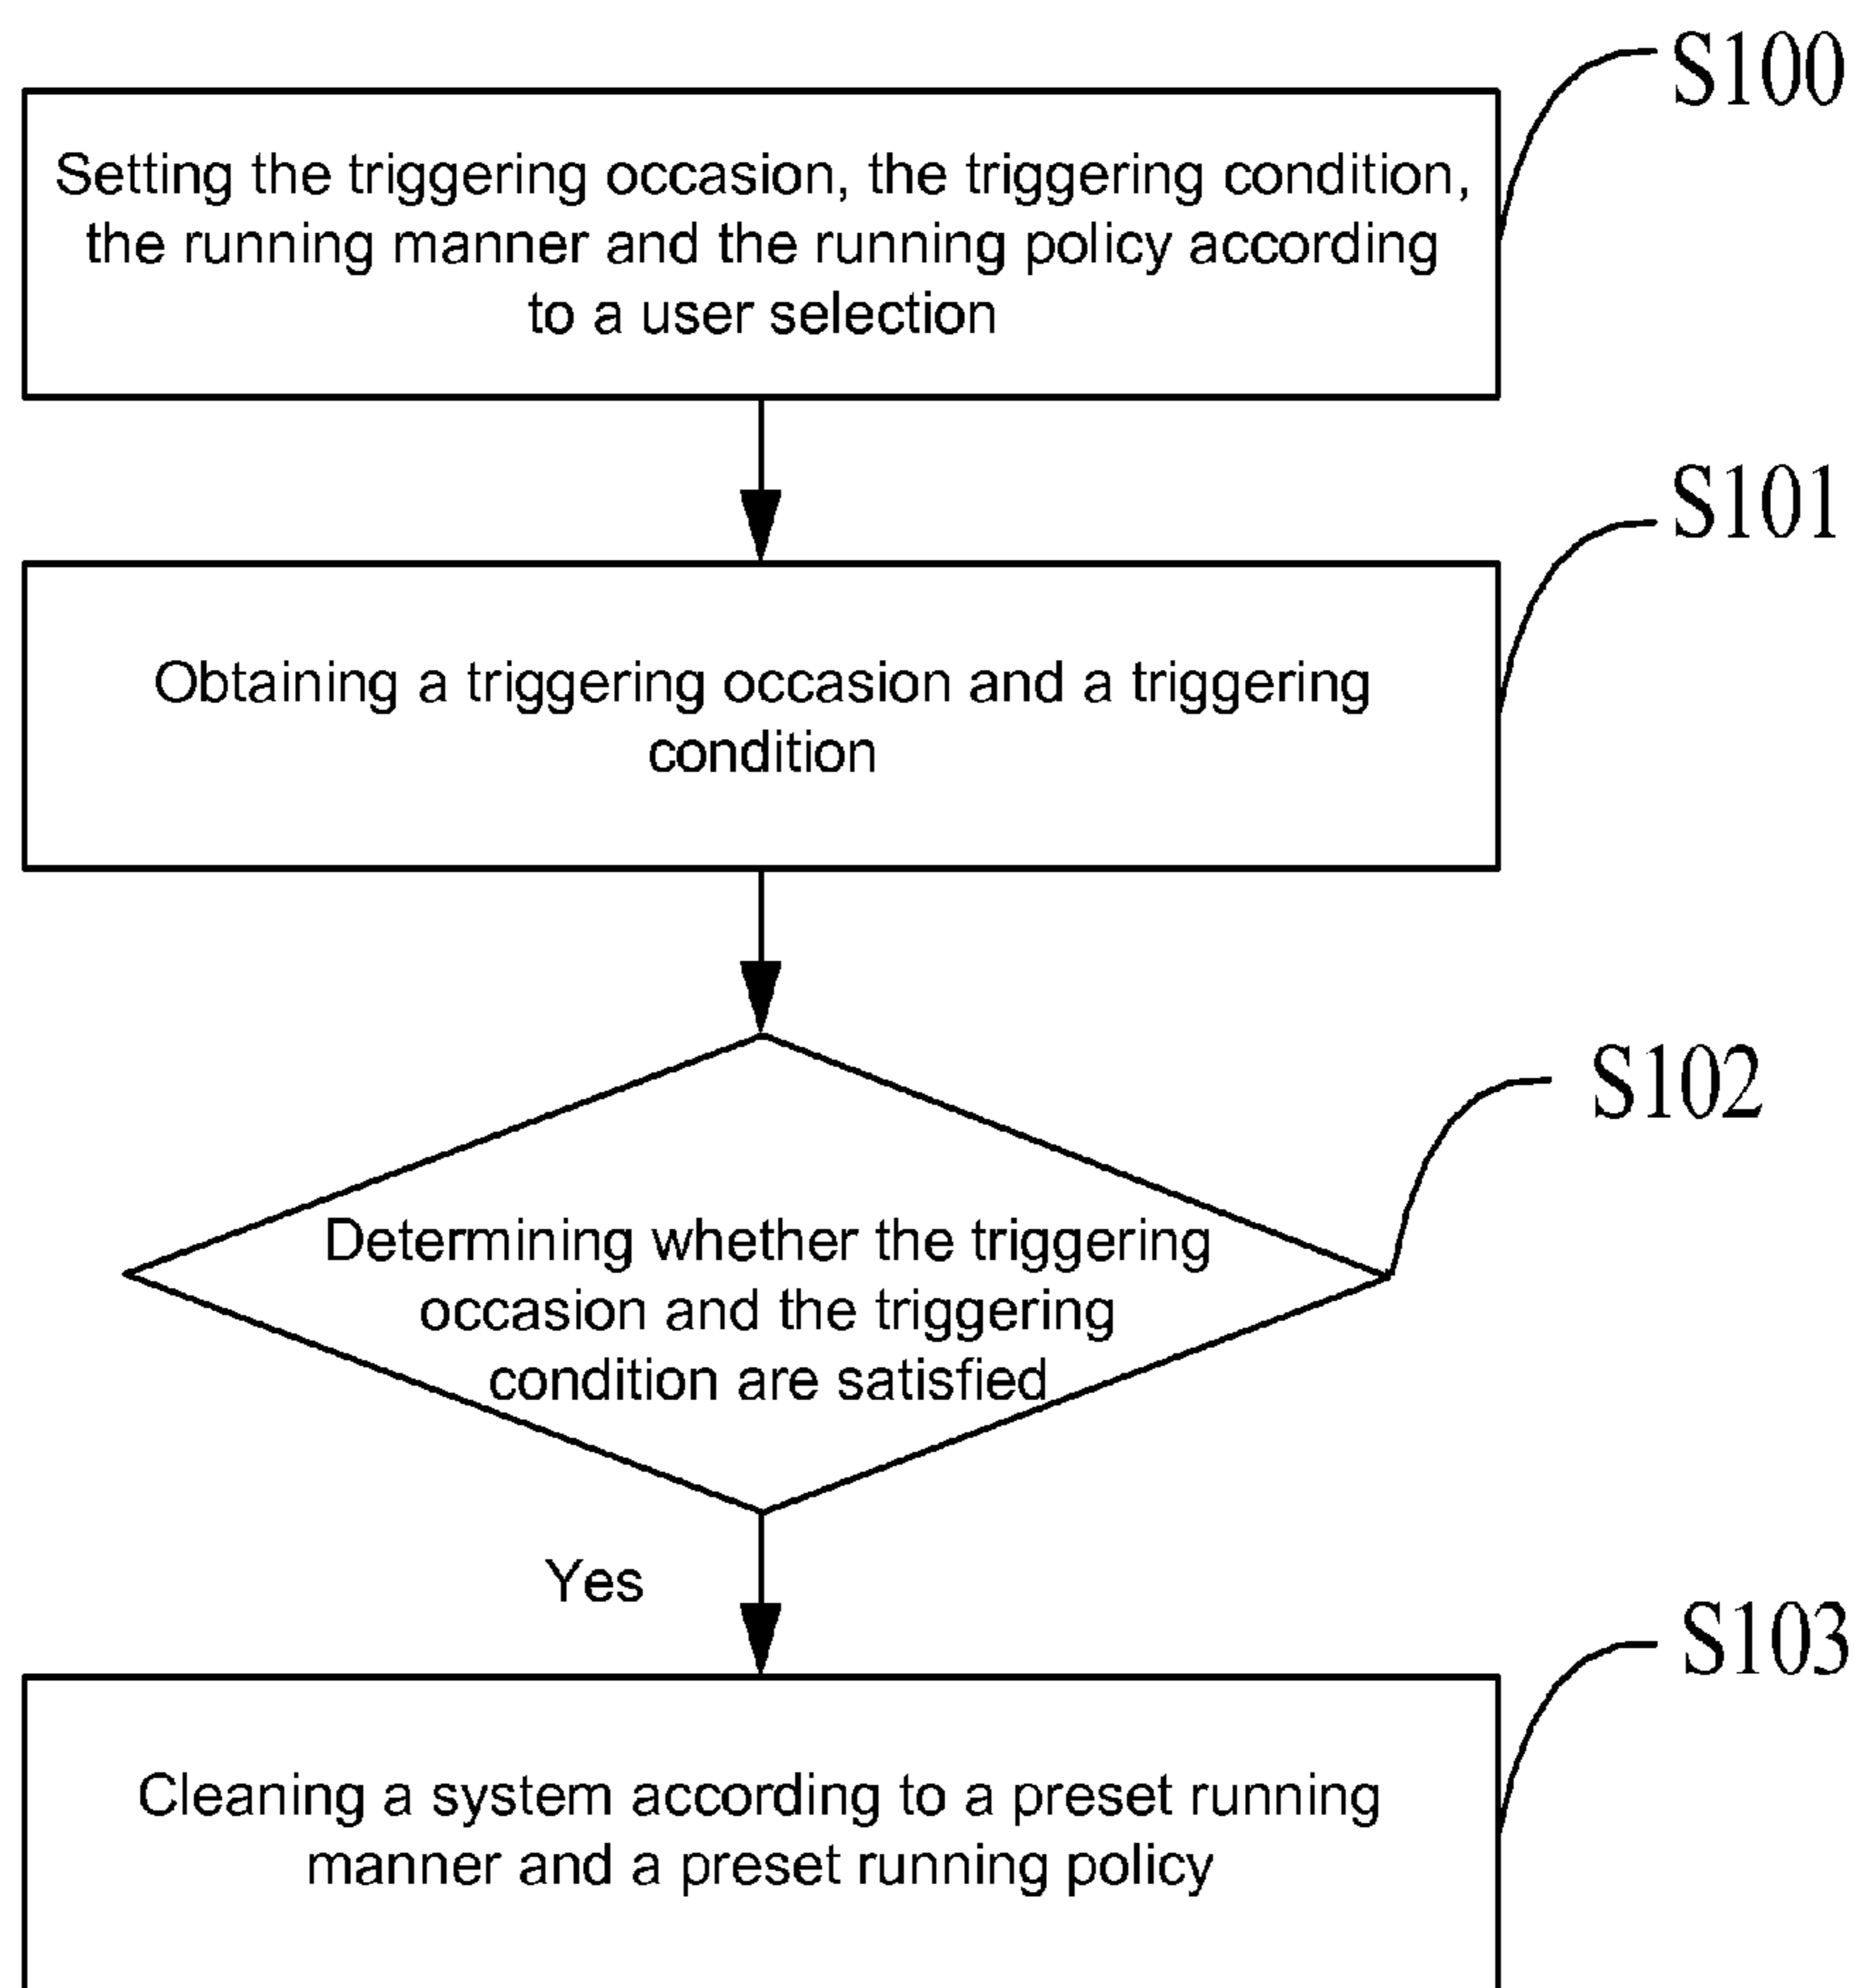 S100
Setting the triggering occasion, the triggering condition,
the running manner and the running policy according
to a user selection
S101
Obtaining a triggering occasion and a triggering
condition
S102
Determining whether the triggering
occasion and the triggering
condition are satisfied
Yes
S103
Cleaning a system according to a preset running
manner and a preset running policy